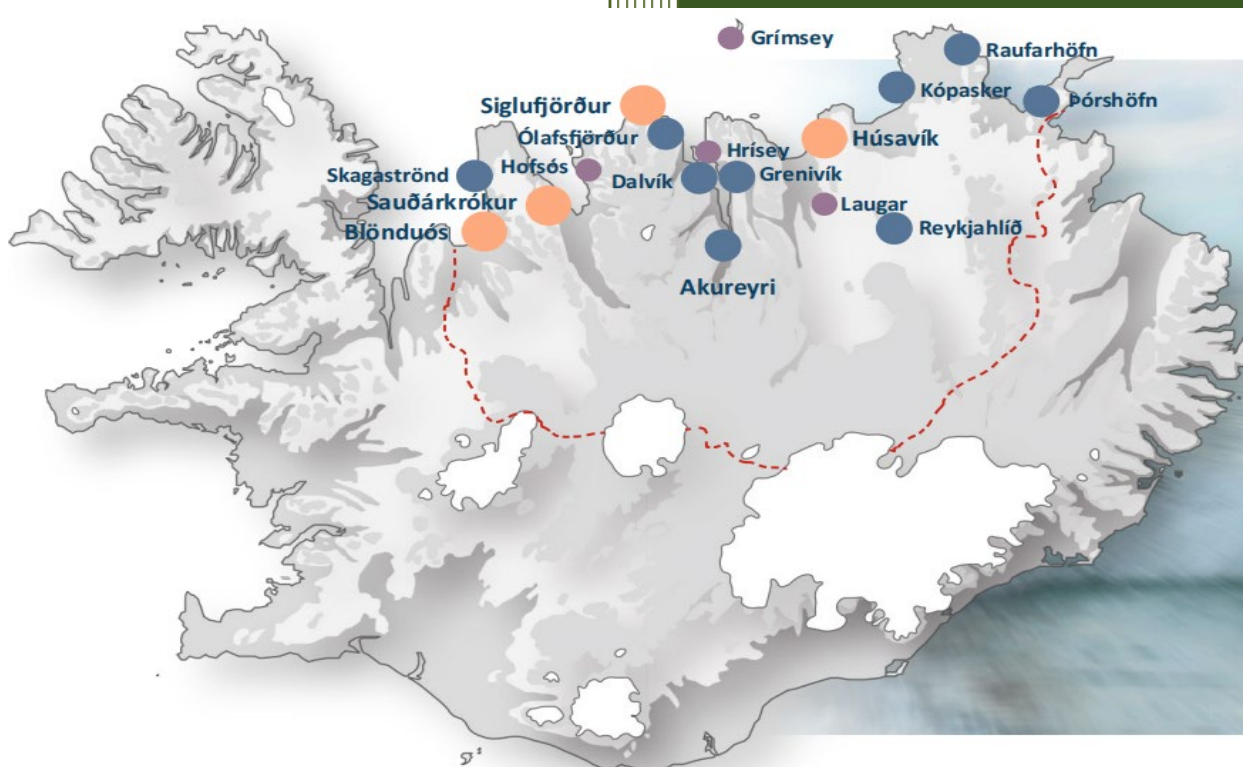 Grímsey
Raufarhöfn
Kópasker
Siglufjörður
Þórshöfn
Ólafsfjörður
Húsavík
Hrísey
Hofsós
Skagaströnd
Dalvík
Grenivík
Sauðárkrókur
Laugar
Blönduós
Reykjahlíð
Akureyri